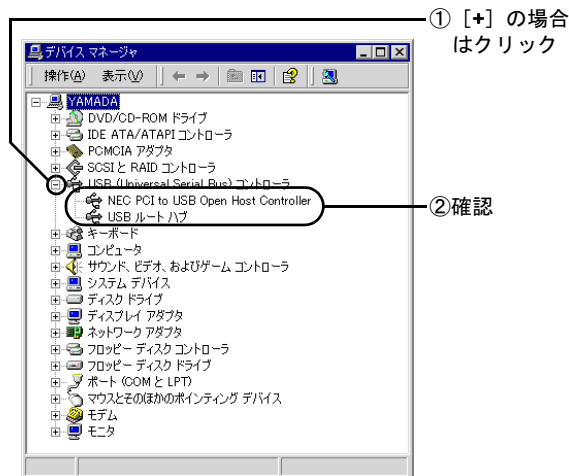 ① [+] の場合
はクリック
デバイス マネージャ
操作(A) 表示(V)
YAMADA
DVD/CD-ROM ドライブ
IDE ATA/ATAPI コントローラ
PCMCIA アダプタ
SCSI と RAID コントローラ
USB (Universal Serial Bus) コントローラ
NEC PCI to USB Open Host Controller
USB ルート ハブ
②確認
キーボード
コンピュータ
サウンド、ビデオ、およびゲーム コントローラ
システム デバイス
ディスク ドライブ
ディスプレイ アダプタ
ネットワーク アダプタ
フロッピー ディスク コントローラ
フロッピー ディスク ドライブ
ポート (COM と LPT)
マウスとそのほかのポインティング デバイス
モデム
モニタ